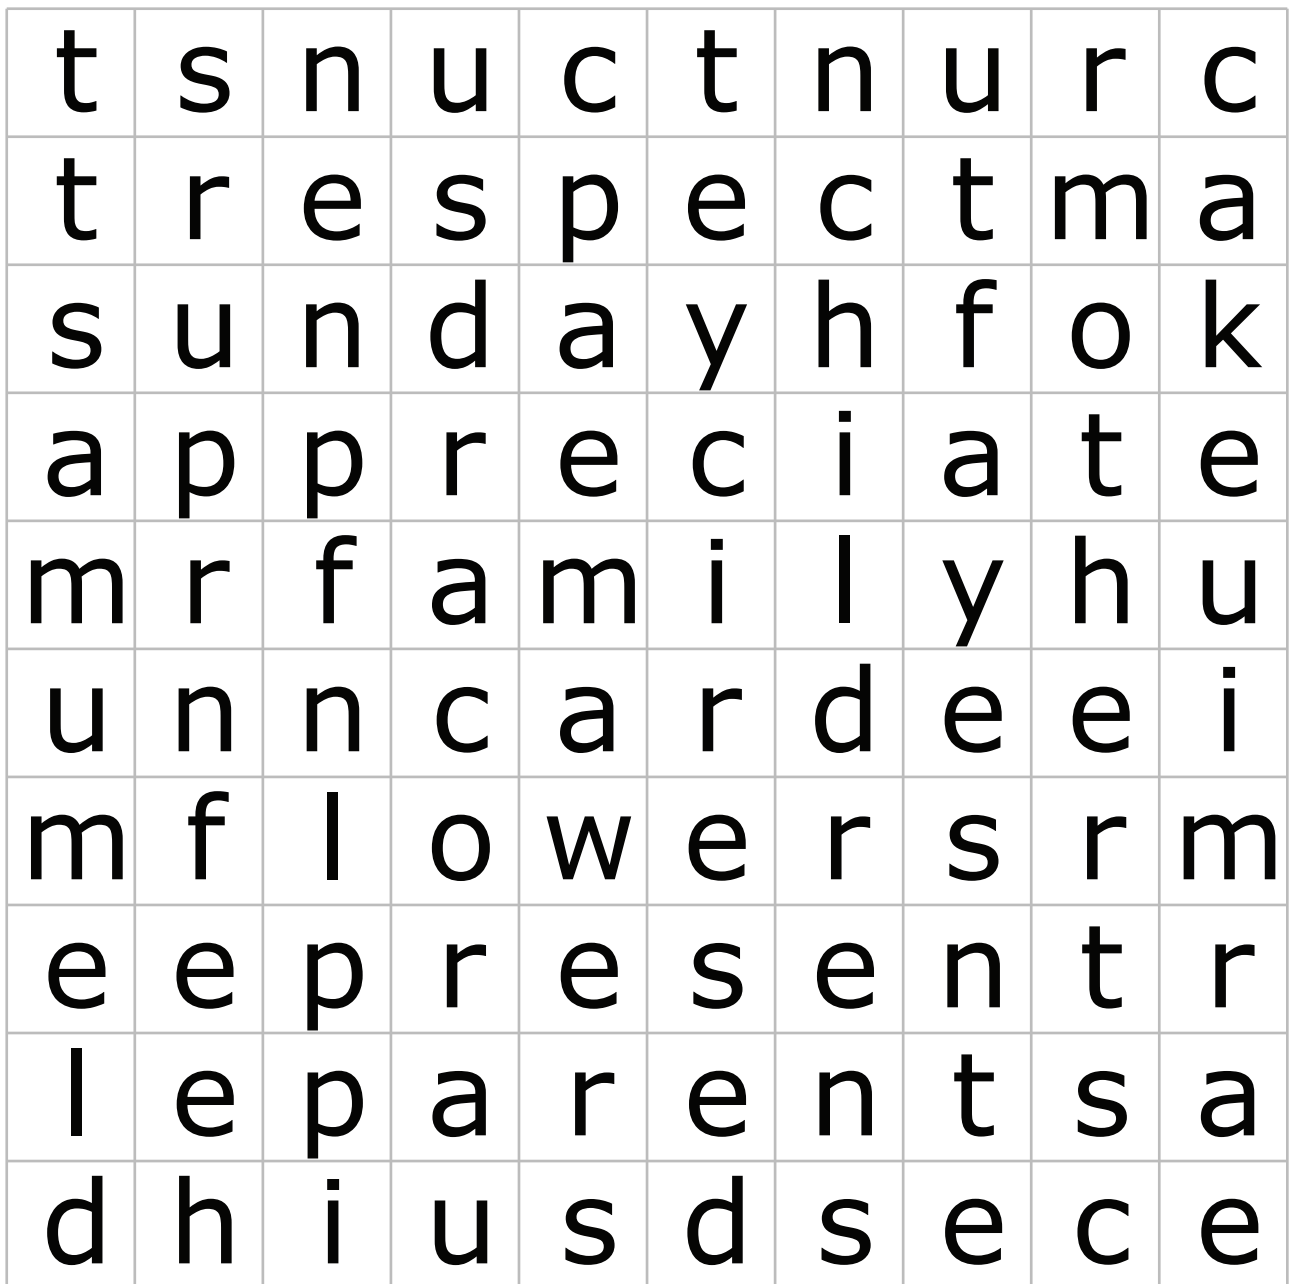 t s n u c t n u r c
t r e s p e c t m a
s u n d a y h f o k
a p p r e c i a t e
m r f a m i l y h u
u n n c a r d e e i
m f l o w e r s r m
e e p r e s e n t r
l e p a r e n t s a
d h i u s d s e c e